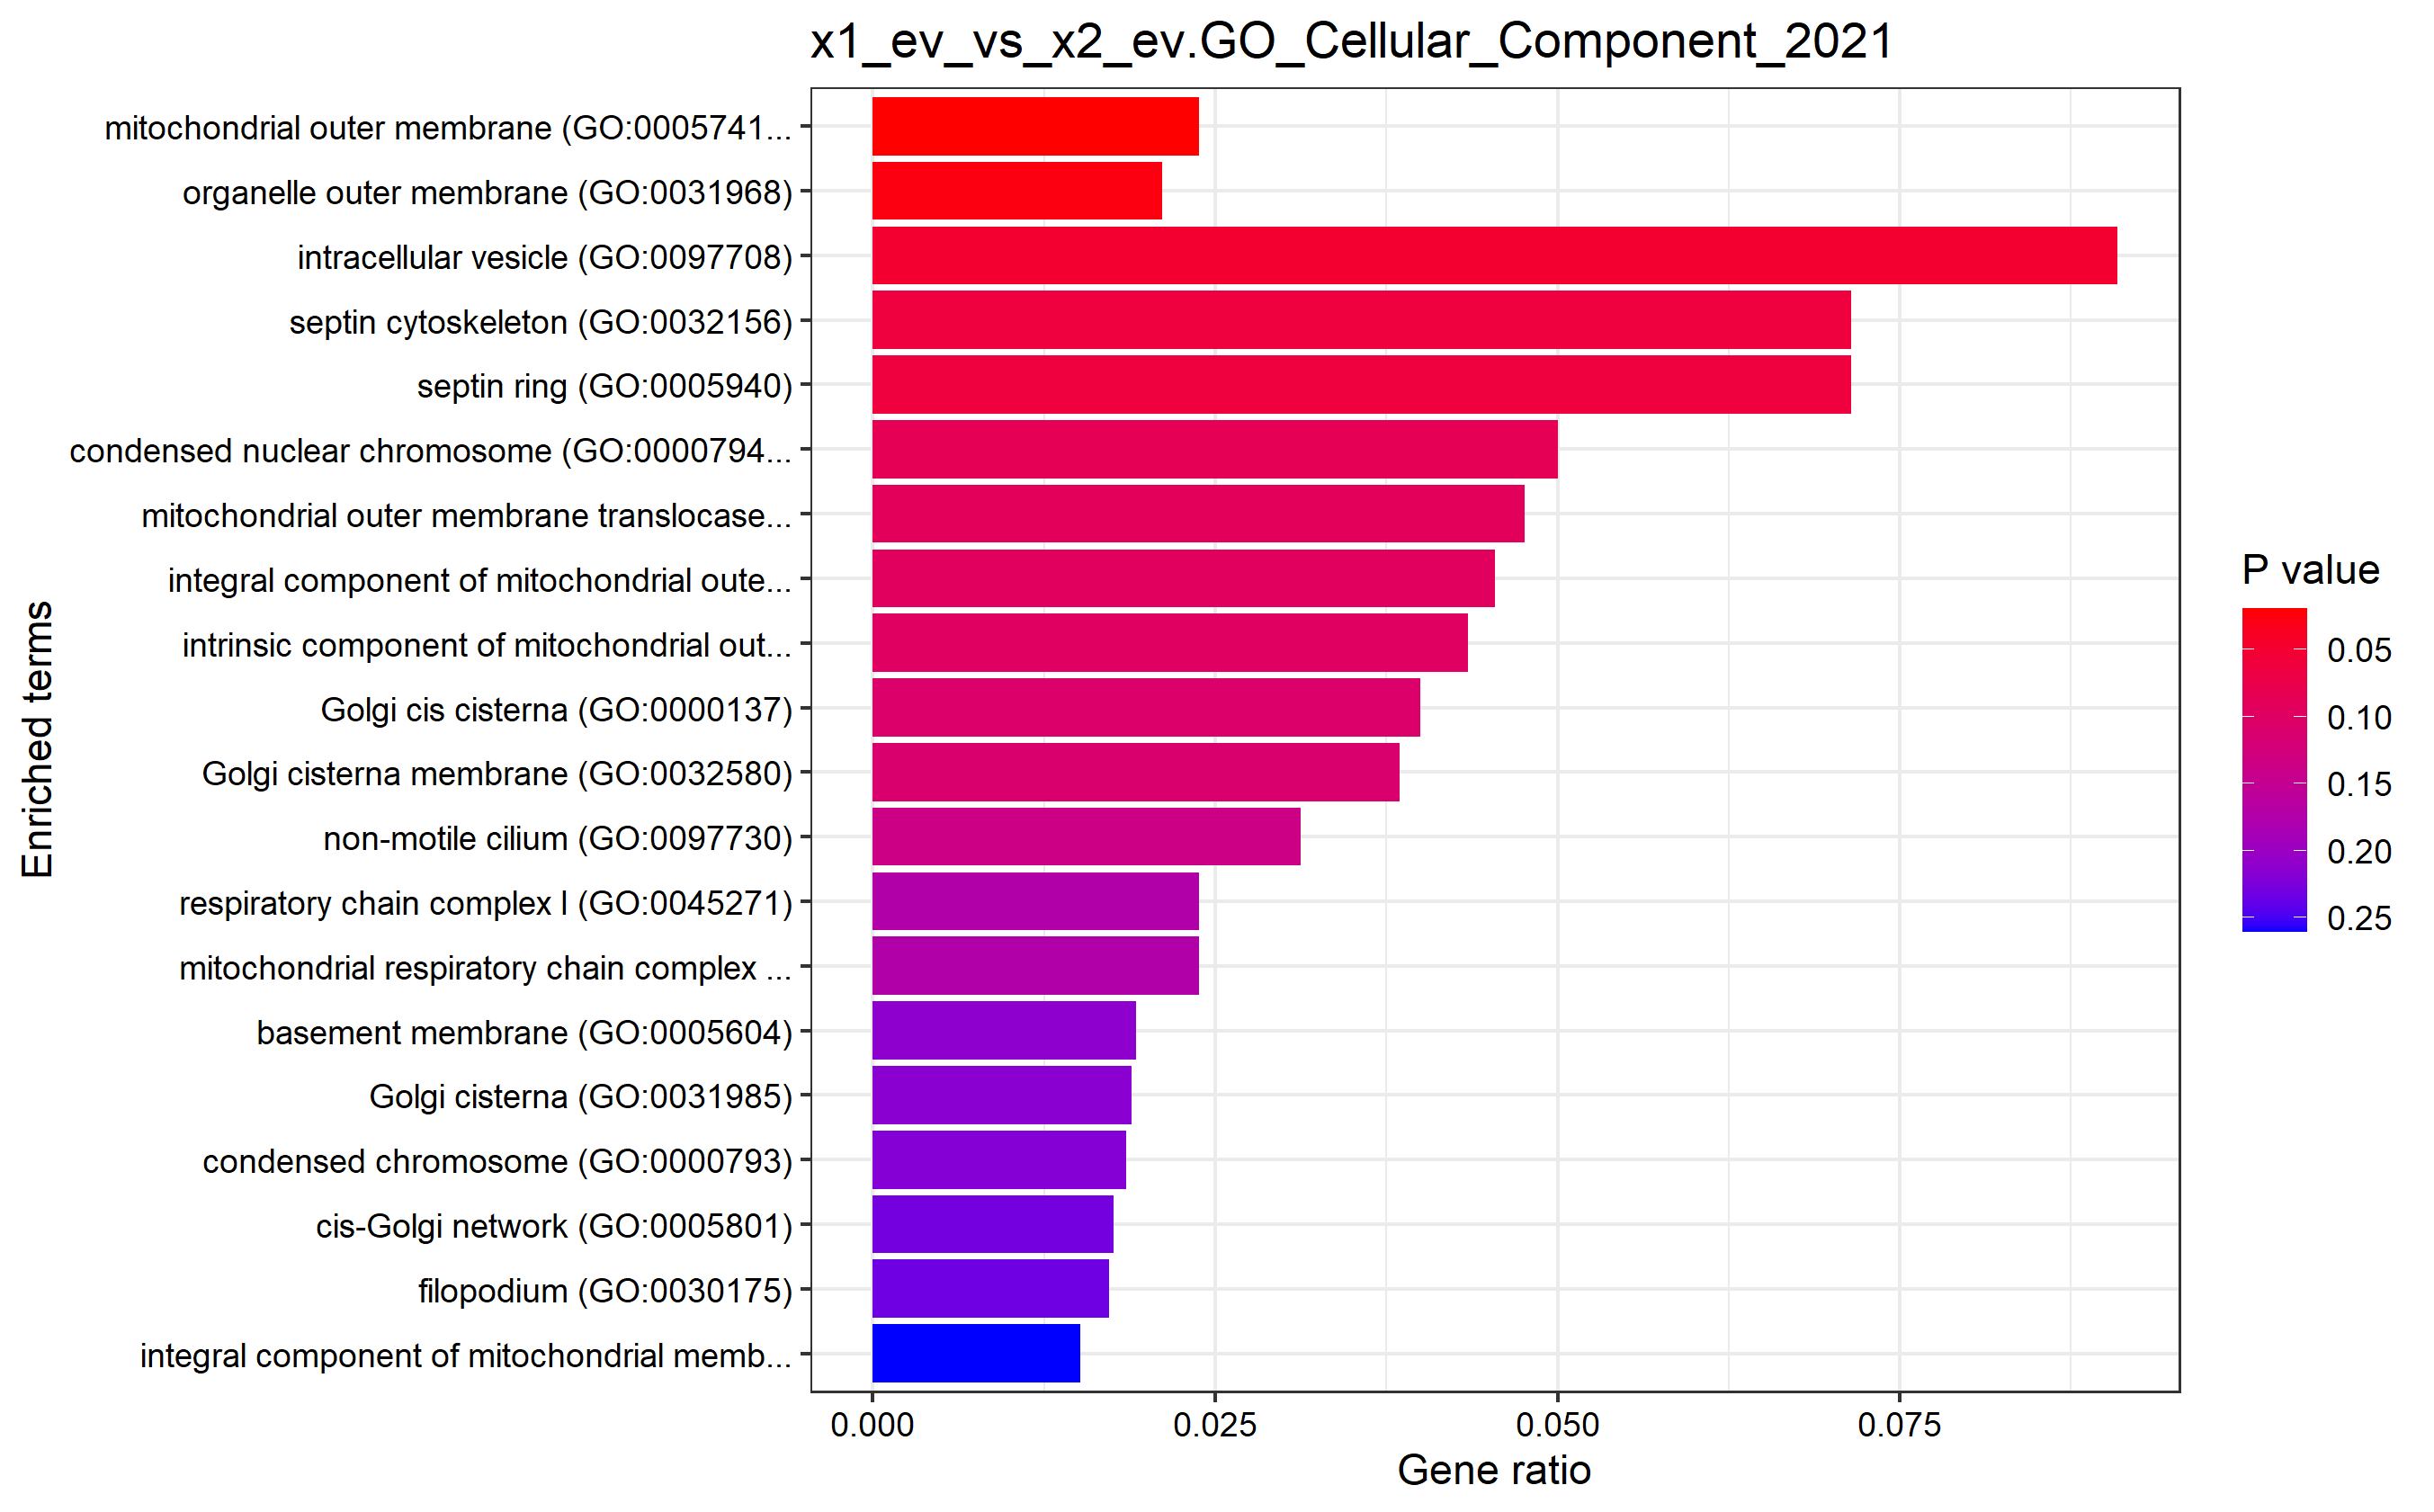 x1_ev_vs_x2_ev.GO_Cellular_Component_2021
mitochondrial outer membrane (GO:0005741...
organelle outer membrane (GO:0031968)
intracellular vesicle (GO:0097708)
septin cytoskeleton (GO:0032156)
septin ring (GO:0005940)
condensed nuclear chromosome (GO:0000794...
mitochondrial outer membrane translocase...
integral component of mitochondrial oute...
intrinsic component of mitochondrial out...
Golgi cis cisterna (GO:0000137)
Golgi cisterna membrane (GO:0032580)
non-motile cilium (GO:0097730)
respiratory chain complex I (GO:0045271)
mitochondrial respiratory chain complex ...
basement membrane (GO:0005604)
Golgi cisterna (GO:0031985)
condensed chromosome (GO:0000793)
cis-Golgi network (GO:0005801)
filopodium (GO:0030175)
integral component of mitochondrial memb...
Enriched terms
0.000 0.025 0.050 0.075
Gene ratio
P value
0.05
0.10
0.15
0.20
0.25